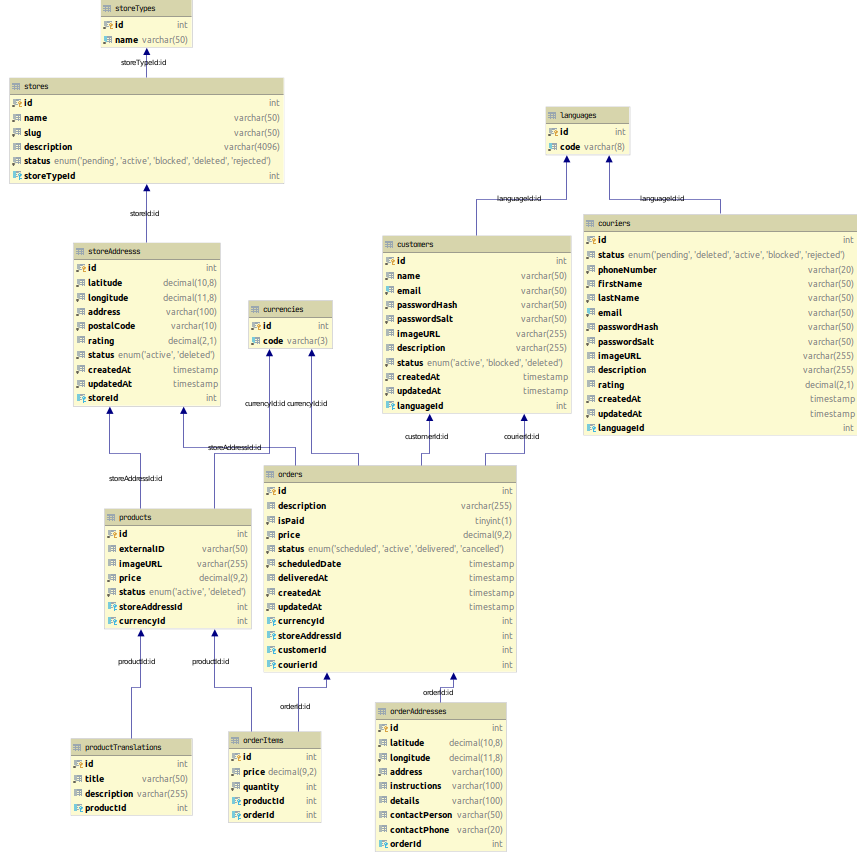 storeTypes
id int
name varchar(50)
storeTypeId:id
stores
id int
name varchar(50)
slug varchar(50)
description varchar(4096)
status enum('pending', 'active', 'blocked', 'deleted', 'rejected')
storeTypeId int
storeId:id
languages
id int
code varchar(8)
languageId:id
languageId:id
storeAddresss
id int
latitude decimal(10,8)
longitude decimal(11,8)
address varchar(100)
postalCode varchar(10)
rating decimal(2,1)
status enum('active', 'deleted')
createdAt timestamp
updatedAt timestamp
storeId int
currencies
id int
code varchar(3)
currencyId:id
currencyId:id
customers
id int
name varchar(50)
email varchar(50)
passwordHash varchar(50)
passwordSalt varchar(50)
imageURL varchar(255)
description varchar(255)
status enum('active', 'blocked', 'deleted')
createdAt timestamp
updatedAt timestamp
languageId int
couriers
id int
status enum('pending', 'deleted', 'active', 'blocked', 'rejected')
phoneNumber varchar(20)
firstName varchar(50)
lastName varchar(50)
email varchar(50)
passwordHash varchar(50)
passwordSalt varchar(50)
imageURL varchar(255)
description varchar(255)
rating decimal(2,1)
createdAt timestamp
updatedAt timestamp
languageId int
customerId:id
courierId:id
storeAddressId:id
storeAddressId:id
products
id int
externalID varchar(50)
imageURL varchar(255)
price decimal(9,2)
status enum('active', 'deleted')
storeAddressId int
currencyId int
orders
id int
description varchar(255)
isPaid tinyint(1)
price decimal(9,2)
status enum('scheduled', 'active', 'delivered', 'cancelled')
scheduledDate timestamp
deliveredAt timestamp
createdAt timestamp
updatedAt timestamp
currencyId int
storeAddressId int
customerId int
courierId int
productId:id
productId:id
orderId:id
orderId:id
productTranslations
id int
title varchar(50)
description varchar(255)
productId int
orderItems
id int
price decimal(9,2)
quantity int
productId int
orderId int
orderAddresses
id int
latitude decimal(10,8)
longitude decimal(11,8)
address varchar(100)
instructions varchar(100)
details varchar(100)
contactPerson varchar(50)
contactPhone varchar(20)
orderId int